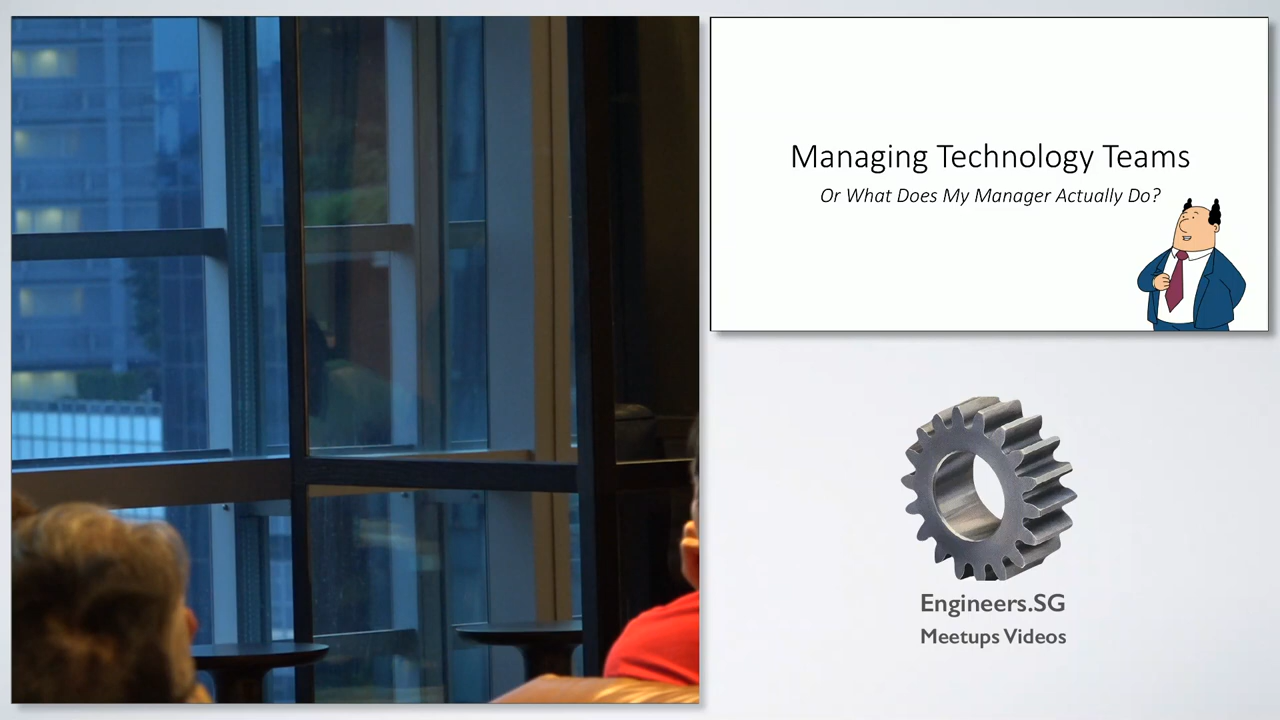 Managing Technology Teams
Or What Does My Manager Actually Do?
Engineers.SG
Meetups Videos